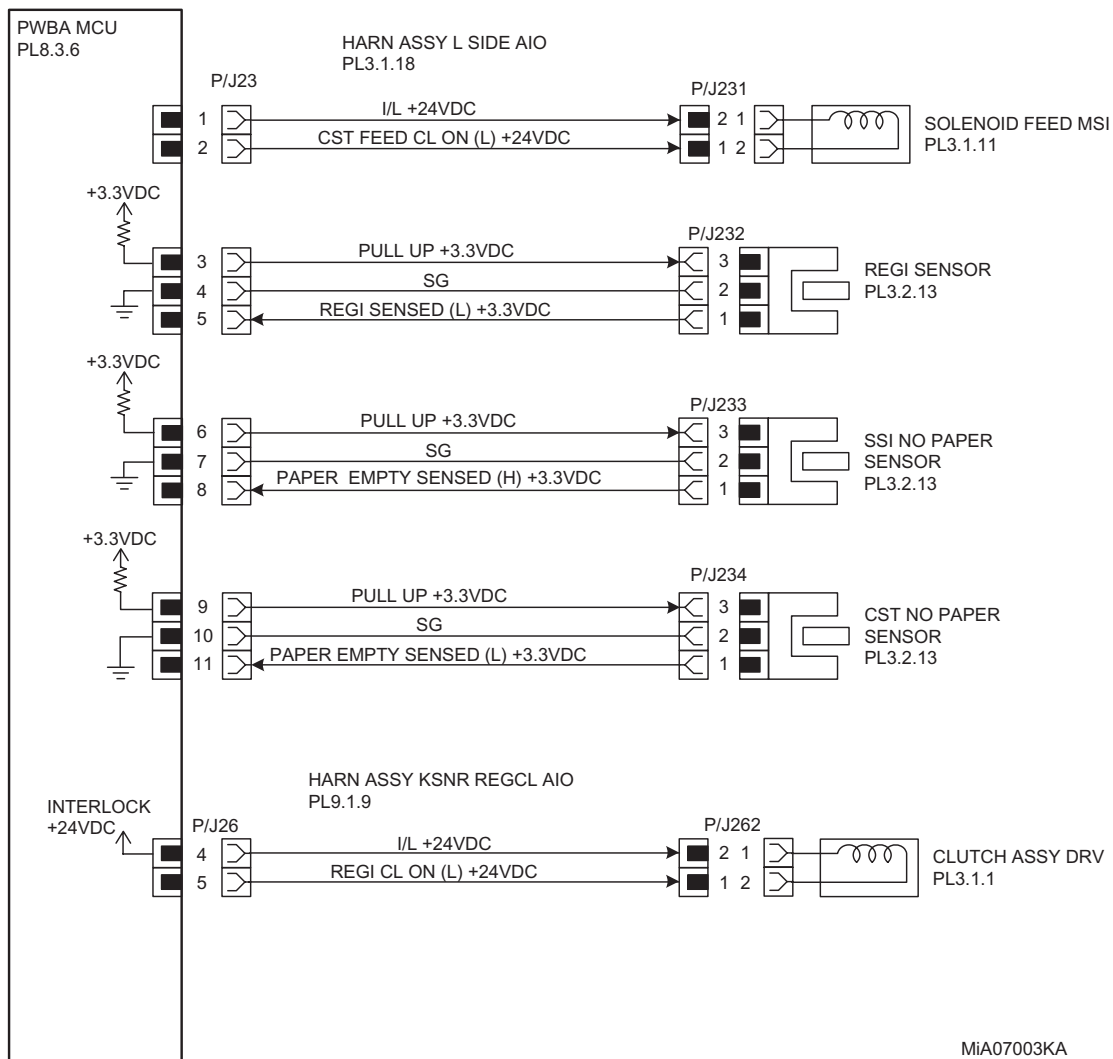 PWBA MCU
PL8.3.6
HARN ASSY L SIDE AIO
PL3.1.18
P/J23
P/J231
1
I/L +24VDC
2 1
2
CST FEED CL ON (L) +24VDC
1 2
SOLENOID FEED MSI
PL3.1.11
+3.3VDC
P/J232
3
PULL UP +3.3VDC
3
4
SG
2
5
REGI SENSED (L) +3.3VDC
1
REGI SENSOR
PL3.2.13
+3.3VDC
P/J233
6
PULL UP +3.3VDC
3
7
SG
2
8
PAPER EMPTY SENSED (H) +3.3VDC
1
SSI NO PAPER
SENSOR
PL3.2.13
+3.3VDC
P/J234
9
PULL UP +3.3VDC
3
10
SG
2
11
PAPER EMPTY SENSED (L) +3.3VDC
1
CST NO PAPER
SENSOR
PL3.2.13
HARN ASSY KSNR REGCL AIO
PL9.1.9
INTERLOCK
+24VDC
P/J26
P/J262
4
I/L +24VDC
2 1
5
REGI CL ON (L) +24VDC
1 2
CLUTCH ASSY DRV
PL3.1.1
MiA07003KA